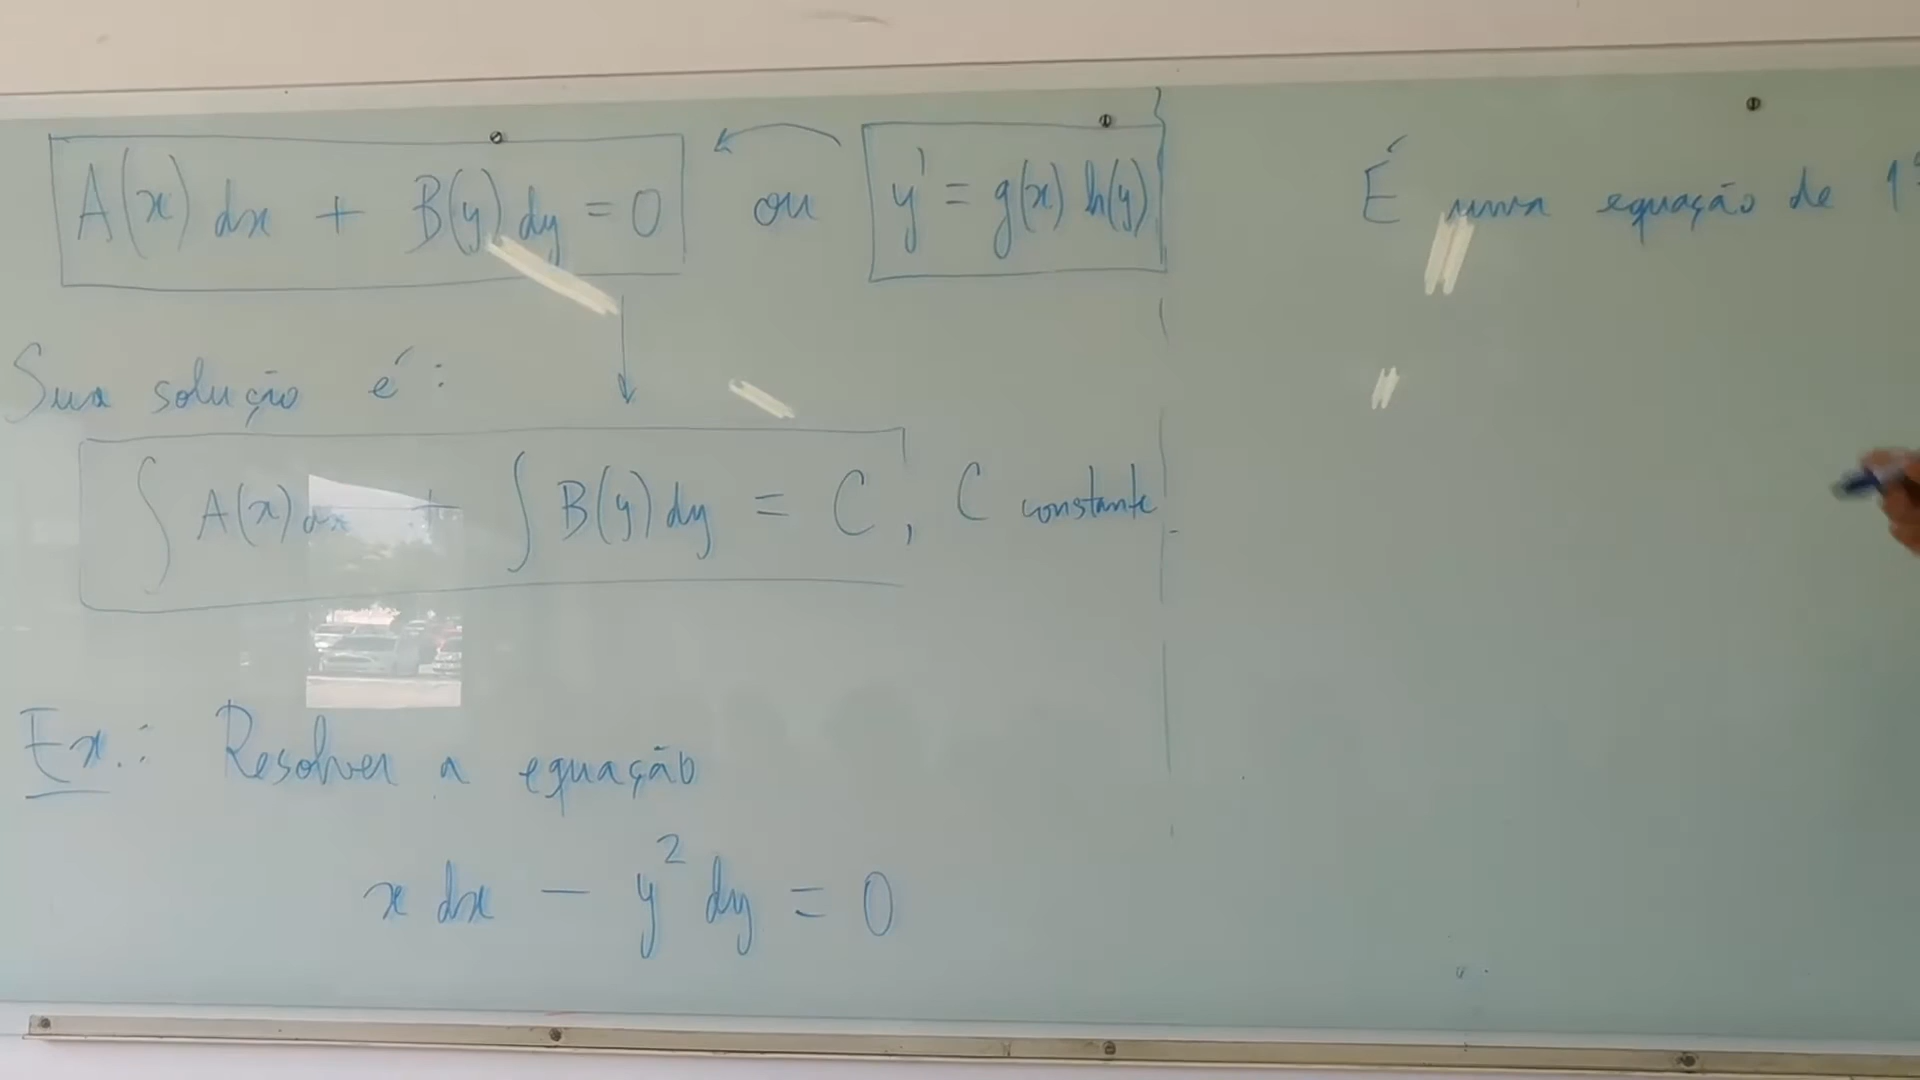 A(x) dx + B(y) dy = 0 ou y' = g(x) h(y)
Sua solução é:
∫ A(x) dx + ∫ B(y) dy = C, C constante
Ex.: Resolver a equação
x dx − y² dy = 0
É uma equação de 1ª